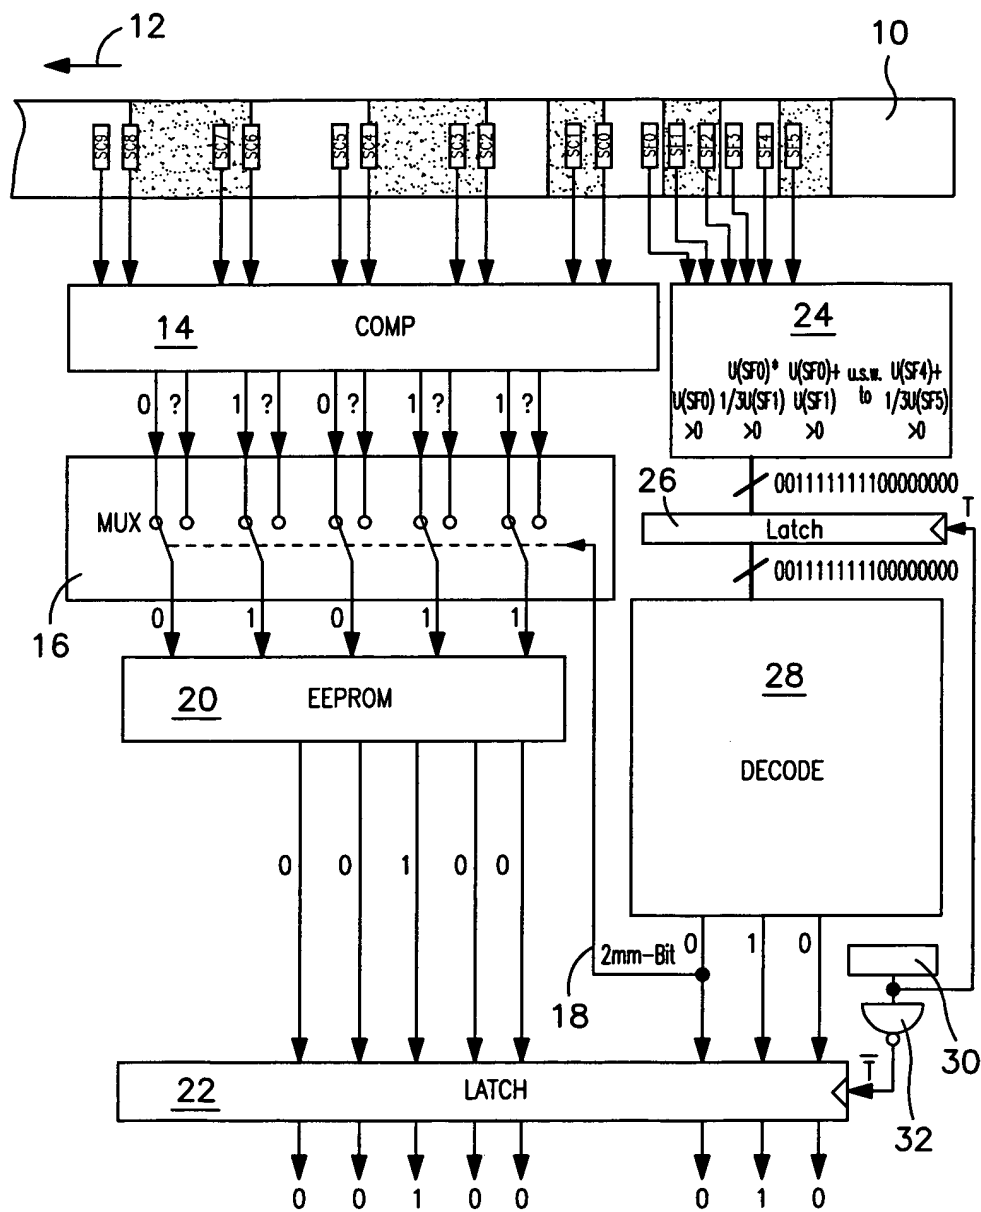 12
10
SC9 SC8 SC7 SC6 SC5 SC4 SC3 SC2 SC1 SC0 SF0 SF1 SF2 SF3 SF4 SF5
14 COMP
24
U(SF0)* U(SF0)+ u.s.w. U(SF4)+
U(SF0) 1/3U(SF1) U(SF1) to 1/3U(SF5)
>0 >0 >0 >0
0 ? 1 ? 0 ? 1 ? 1 ?
001111111100000000
26
T
MUX
Latch
001111111100000000
16
0 1 0 1 1
20 EEPROM
28
DECODE
0 0 1 0 0
2mm-Bit
0 1 0
18
30
T̅
22 LATCH
32
0 0 1 0 0 0 1 0